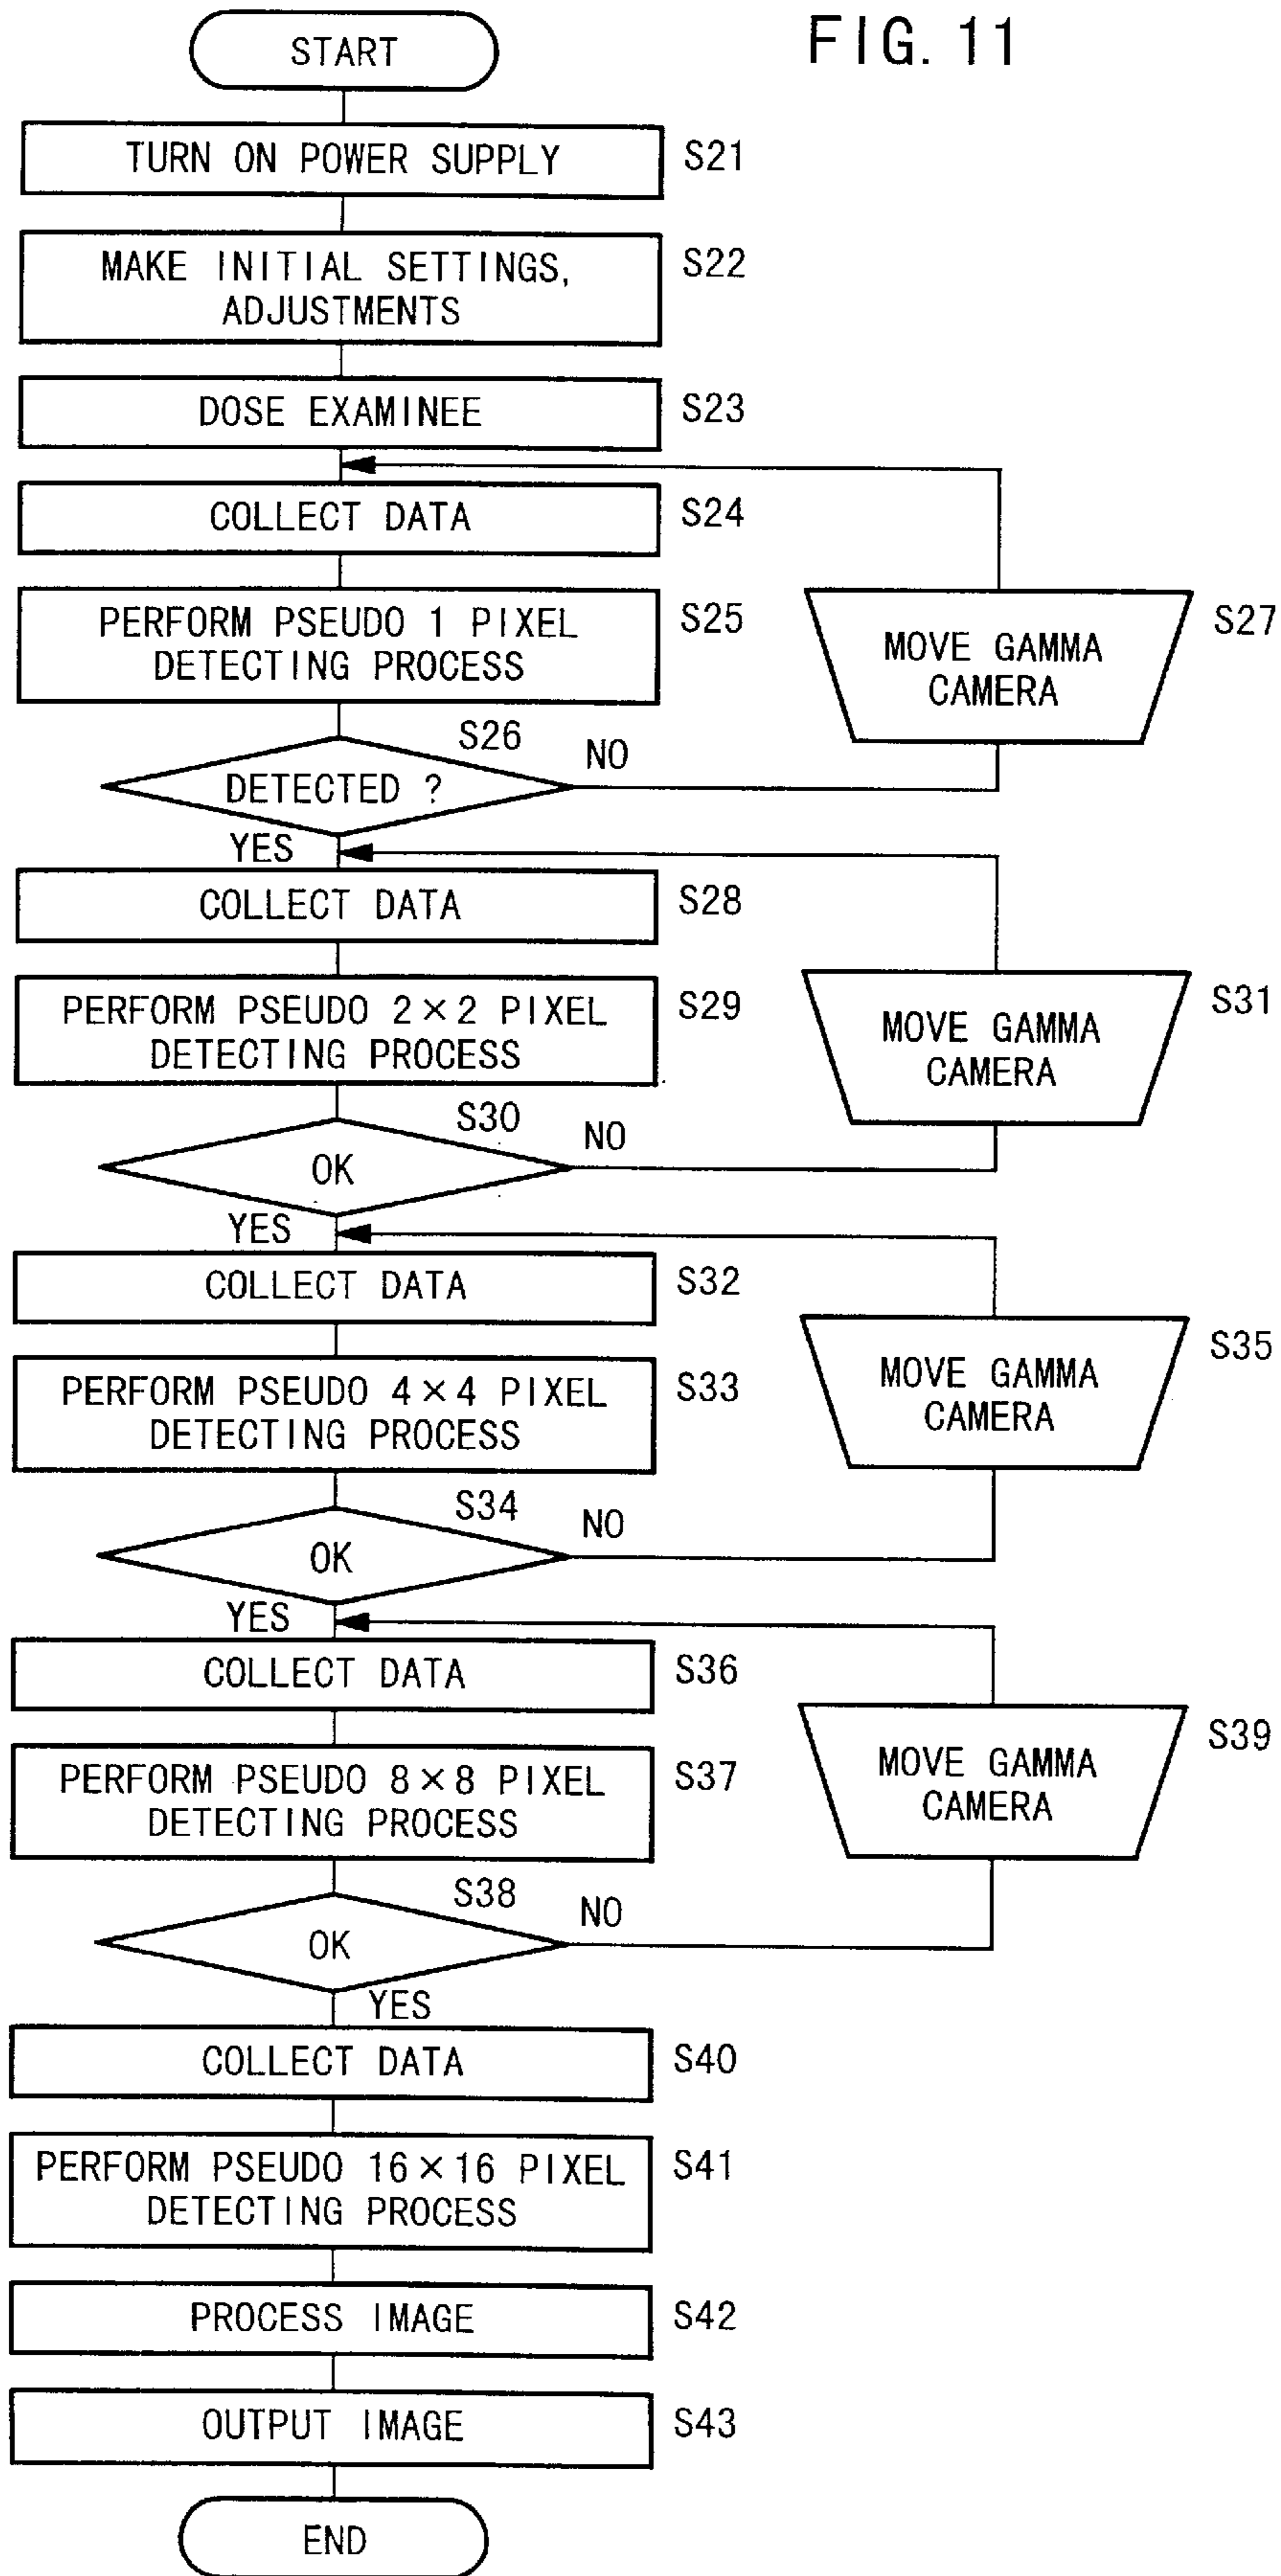 FIG. 11
START
TURN ON POWER SUPPLY
S21
MAKE INITIAL SETTINGS,
ADJUSTMENTS
S22
DOSE EXAMINEE
S23
COLLECT DATA
S24
PERFORM PSEUDO 1 PIXEL
DETECTING PROCESS
S25
MOVE GAMMA
CAMERA
S27
S26
DETECTED ?
NO
YES
COLLECT DATA
S28
PERFORM PSEUDO 2×2 PIXEL
DETECTING PROCESS
S29
MOVE GAMMA
CAMERA
S31
S30
OK
NO
YES
COLLECT DATA
S32
PERFORM PSEUDO 4×4 PIXEL
DETECTING PROCESS
S33
MOVE GAMMA
CAMERA
S35
S34
OK
NO
YES
COLLECT DATA
S36
PERFORM PSEUDO 8×8 PIXEL
DETECTING PROCESS
S37
MOVE GAMMA
CAMERA
S39
S38
OK
NO
YES
COLLECT DATA
S40
PERFORM PSEUDO 16×16 PIXEL
DETECTING PROCESS
S41
PROCESS IMAGE
S42
OUTPUT IMAGE
S43
END